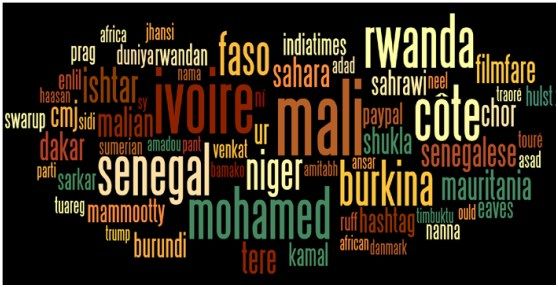 africa jhansi
prag duniya rwandan faso indiatimes rwanda
nama adad filmfare
enlil ishtar ivoire sahara sahrawi neel
haasan sy ni mali traoré hulst
swarup cmj sidi malian ur paypal côte chor
sumerian amadou pant venkat shukla touré
dakar bamako niger amitabh ansar senegalese asad
parti senegal burkina mauritania
sarkar mohamed
tuareg mammootty ruff hashtag timbuktu ould eaves
trump burundi nanna
tere kamal african danmark